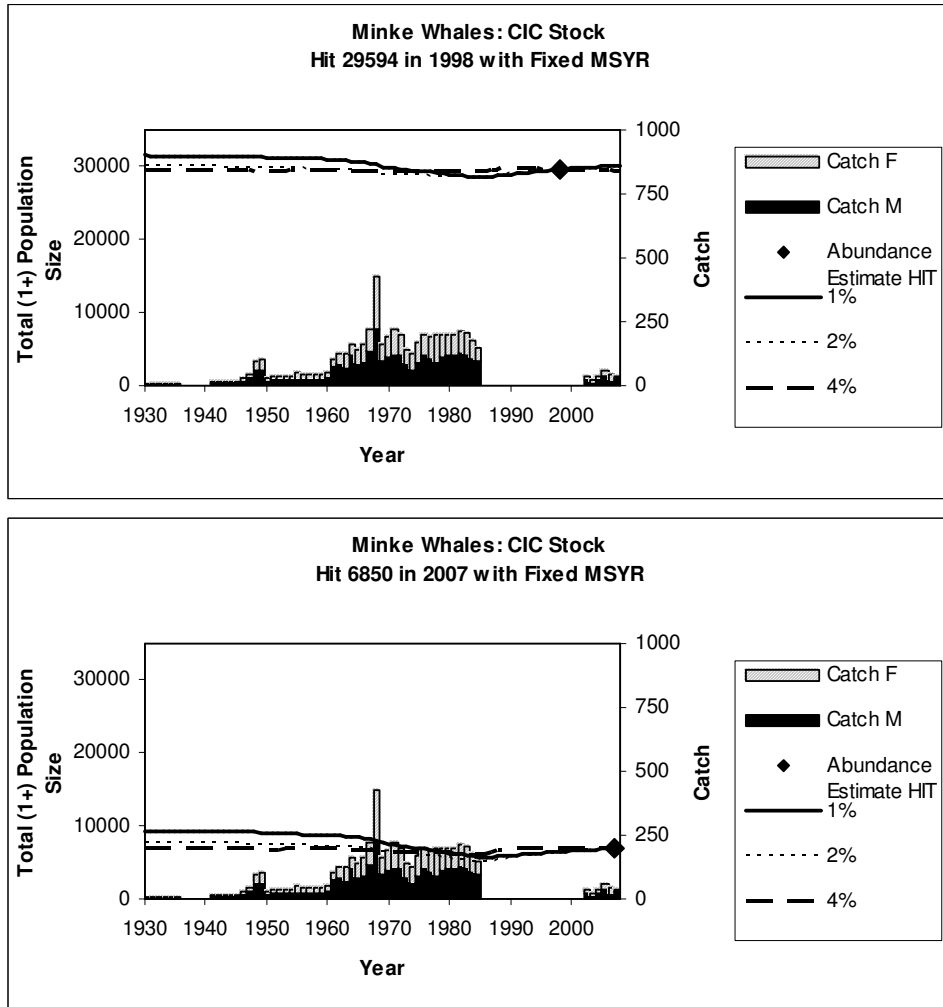 Minke Whales: CIC Stock
Hit 29594 in 1998 with Fixed MSYR
Total (1+) Population
Size
30000
20000
10000
0
1000
750
500
250
0
Catch
1930 1940 1950 1960 1970 1980 1990 2000
Year
Catch F
Catch M
Abundance
Estimate HIT
1%
2%
4%
Minke Whales: CIC Stock
Hit 6850 in 2007 with Fixed MSYR
Total (1+) Population
Size
30000
20000
10000
0
1000
750
500
250
0
Catch
1930 1940 1950 1960 1970 1980 1990 2000
Year
Catch F
Catch M
Abundance
Estimate HIT
1%
2%
4%